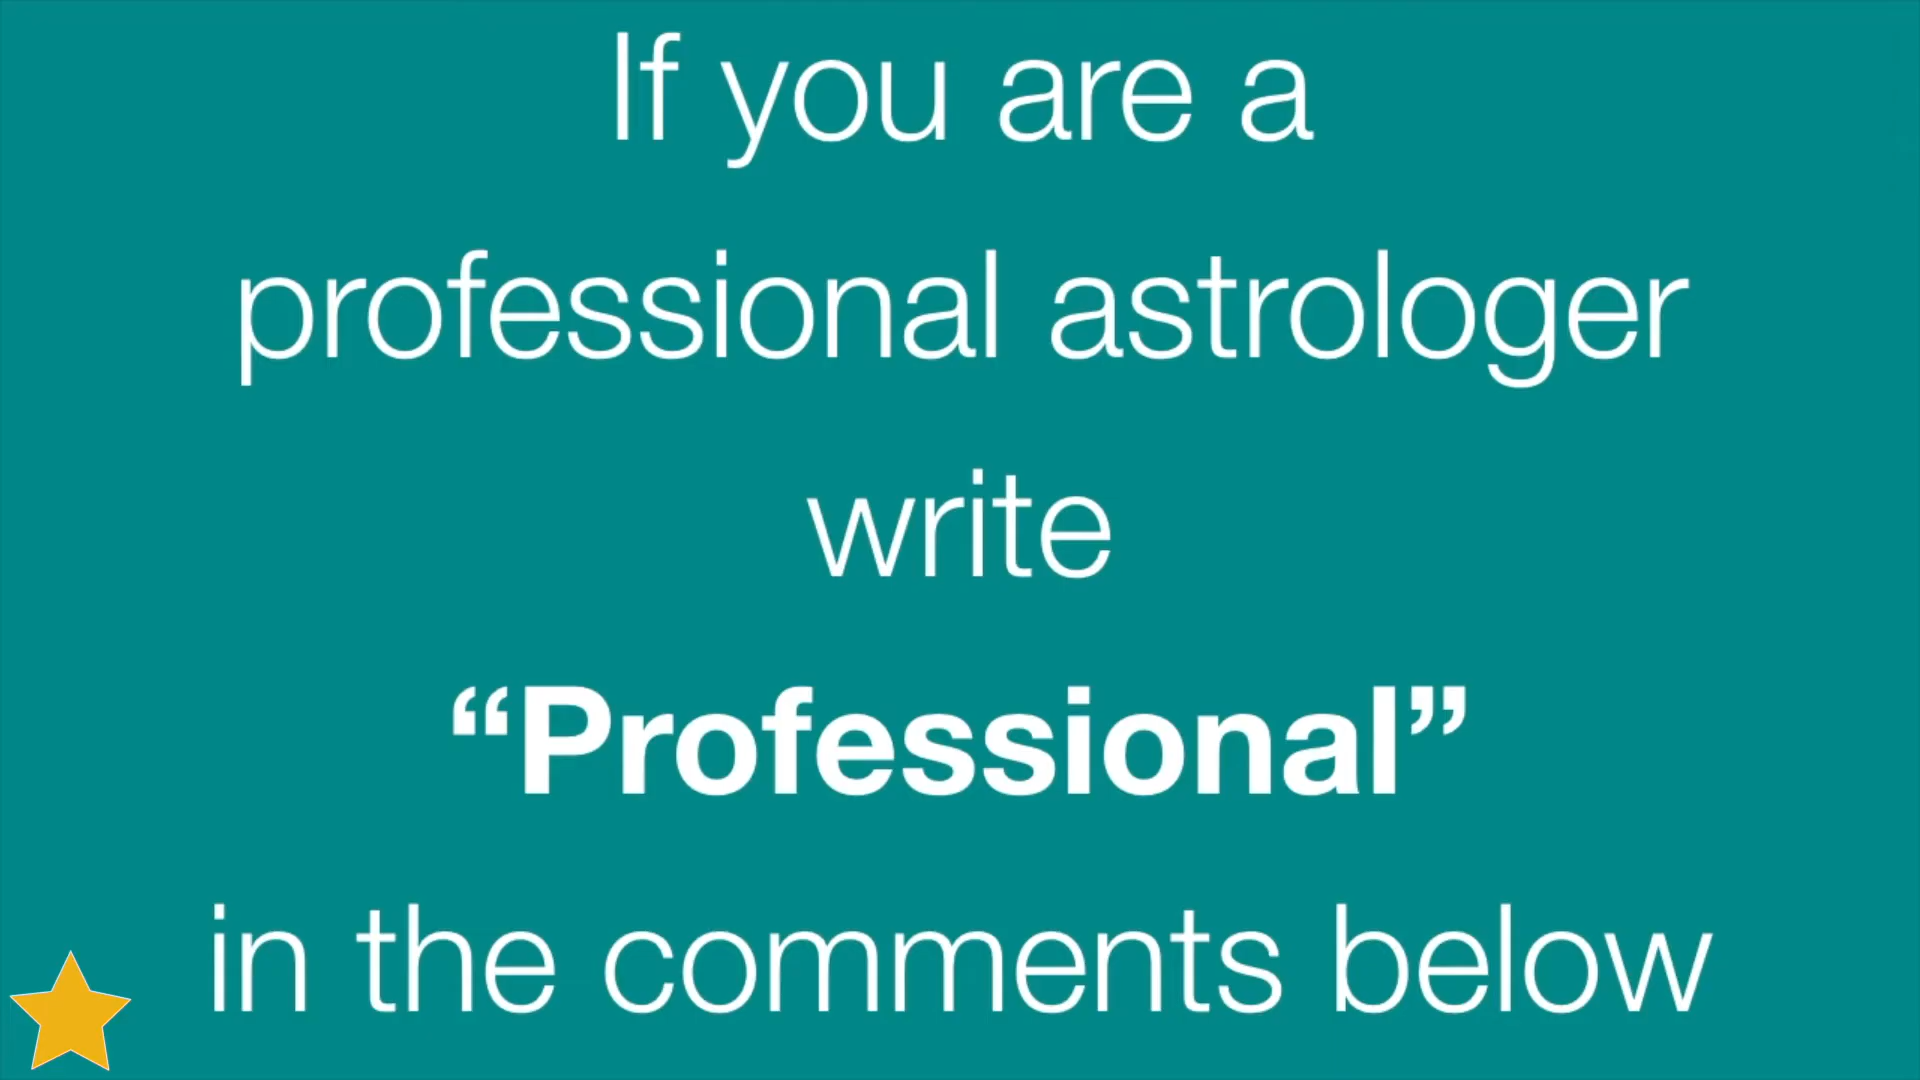 If you are a
professional astrologer
write
“Professional”
in the comments below